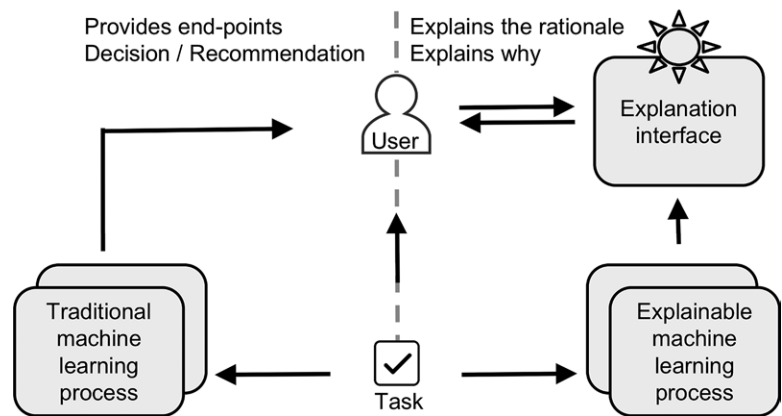 Provides end-points
Decision / Recommendation
Explains the rationale
Explains why
User
Explanation
interface
Traditional
machine
learning
process
Task
Explainable
machine
learning
process